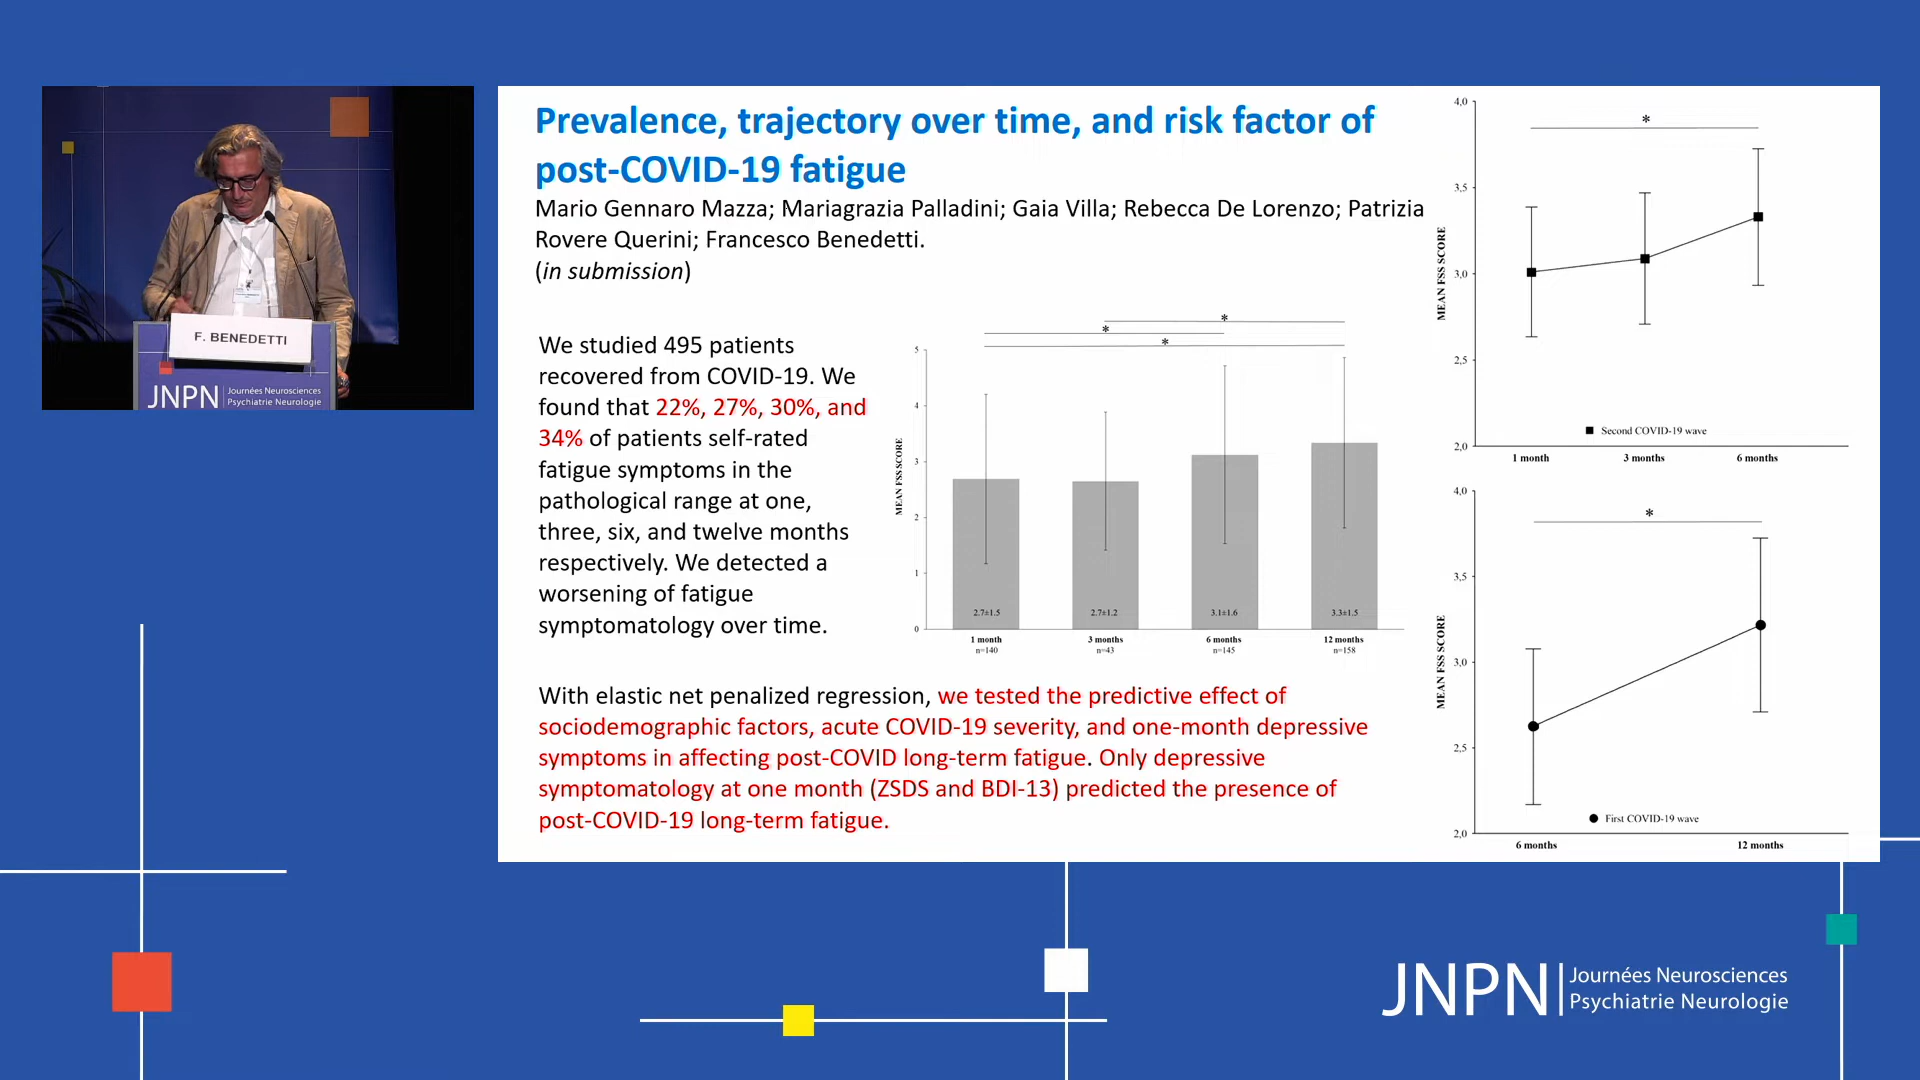 F. BENEDETTI
JNPN
Journées Neurosciences
Psychiatrie Neurologie
Prevalence, trajectory over time, and risk factor of
post-COVID-19 fatigue
Mario Gennaro Mazza; Mariagrazia Palladini; Gaia Villa; Rebecca De Lorenzo; Patrizia
Rovere Querini; Francesco Benedetti.
(in submission)
We studied 495 patients
recovered from COVID-19. We
found that 22%, 27%, 30%, and
34% of patients self-rated
fatigue symptoms in the
pathological range at one,
three, six, and twelve months
respectively. We detected a
worsening of fatigue
symptomatology over time.
* * *
MEAN FSS SCORE
5
4
3
2
1
0
2.7±1.5 2.7±1.2 3.1±1.6 3.3±1.5
1 month 3 months 6 months 12 months
n=140 n=43 n=145 n=158
With elastic net penalized regression, we tested the predictive effect of
sociodemographic factors, acute COVID-19 severity, and one-month depressive
symptoms in affecting post-COVID long-term fatigue. Only depressive
symptomatology at one month (ZSDS and BDI-13) predicted the presence of
post-COVID-19 long-term fatigue.
*
MEAN FSS SCORE
4,0
3,5
3,0
2,5
2,0
Second COVID-19 wave
1 month 3 months 6 months
*
MEAN FSS SCORE
4,0
3,5
3,0
2,5
2,0
First COVID-19 wave
6 months 12 months
JNPN
Journées Neurosciences
Psychiatrie Neurologie